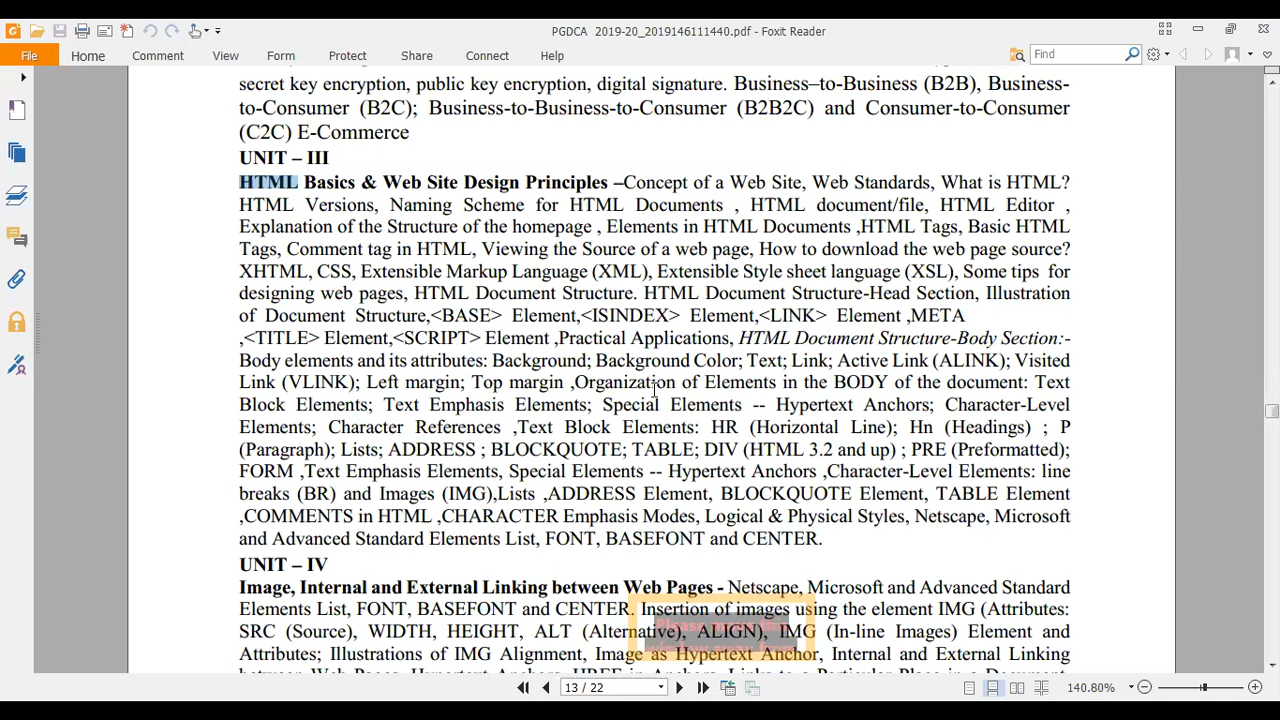 PGDCA 2019-20_2019146111440.pdf - Foxit Reader
File Home Comment View Form Protect Share Connect Help Find
secret key encryption, public key encryption, digital signature. Business–to-Business (B2B), Business-
to-Consumer (B2C); Business-to-Business-to-Consumer (B2B2C) and Consumer-to-Consumer
(C2C) E-Commerce
UNIT – III
HTML Basics & Web Site Design Principles –Concept of a Web Site, Web Standards, What is HTML?
HTML Versions, Naming Scheme for HTML Documents , HTML document/file, HTML Editor ,
Explanation of the Structure of the homepage , Elements in HTML Documents ,HTML Tags, Basic HTML
Tags, Comment tag in HTML, Viewing the Source of a web page, How to download the web page source?
XHTML, CSS, Extensible Markup Language (XML), Extensible Style sheet language (XSL), Some tips for
designing web pages, HTML Document Structure. HTML Document Structure-Head Section, Illustration
of Document Structure,<BASE> Element,<ISINDEX> Element,<LINK> Element ,META
,<TITLE> Element,<SCRIPT> Element ,Practical Applications, HTML Document Structure-Body Section:-
Body elements and its attributes: Background; Background Color; Text; Link; Active Link (ALINK); Visited
Link (VLINK); Left margin; Top margin ,Organization of Elements in the BODY of the document: Text
Block Elements; Text Emphasis Elements; Special Elements -- Hypertext Anchors; Character-Level
Elements; Character References ,Text Block Elements: HR (Horizontal Line); Hn (Headings) ; P
(Paragraph); Lists; ADDRESS ; BLOCKQUOTE; TABLE; DIV (HTML 3.2 and up) ; PRE (Preformatted);
FORM ,Text Emphasis Elements, Special Elements -- Hypertext Anchors ,Character-Level Elements: line
breaks (BR) and Images (IMG),Lists ,ADDRESS Element, BLOCKQUOTE Element, TABLE Element
,COMMENTS in HTML ,CHARACTER Emphasis Modes, Logical & Physical Styles, Netscape, Microsoft
and Advanced Standard Elements List, FONT, BASEFONT and CENTER.
UNIT – IV
Image, Internal and External Linking between Web Pages - Netscape, Microsoft and Advanced Standard
Elements List, FONT, BASEFONT and CENTER. Insertion of images using the element IMG (Attributes:
SRC (Source), WIDTH, HEIGHT, ALT (Alternative), ALIGN), IMG (In-line Images) Element and
Attributes; Illustrations of IMG Alignment, Image as Hypertext Anchor, Internal and External Linking
13 / 22 140.80%